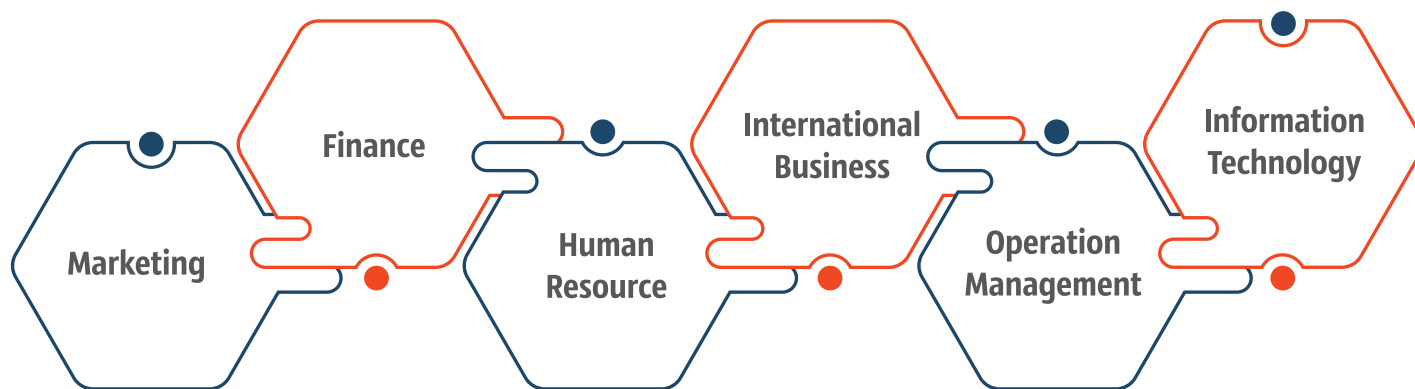 Marketing
Finance
Human
Resource
International
Business
Operation
Management
Information
Technology